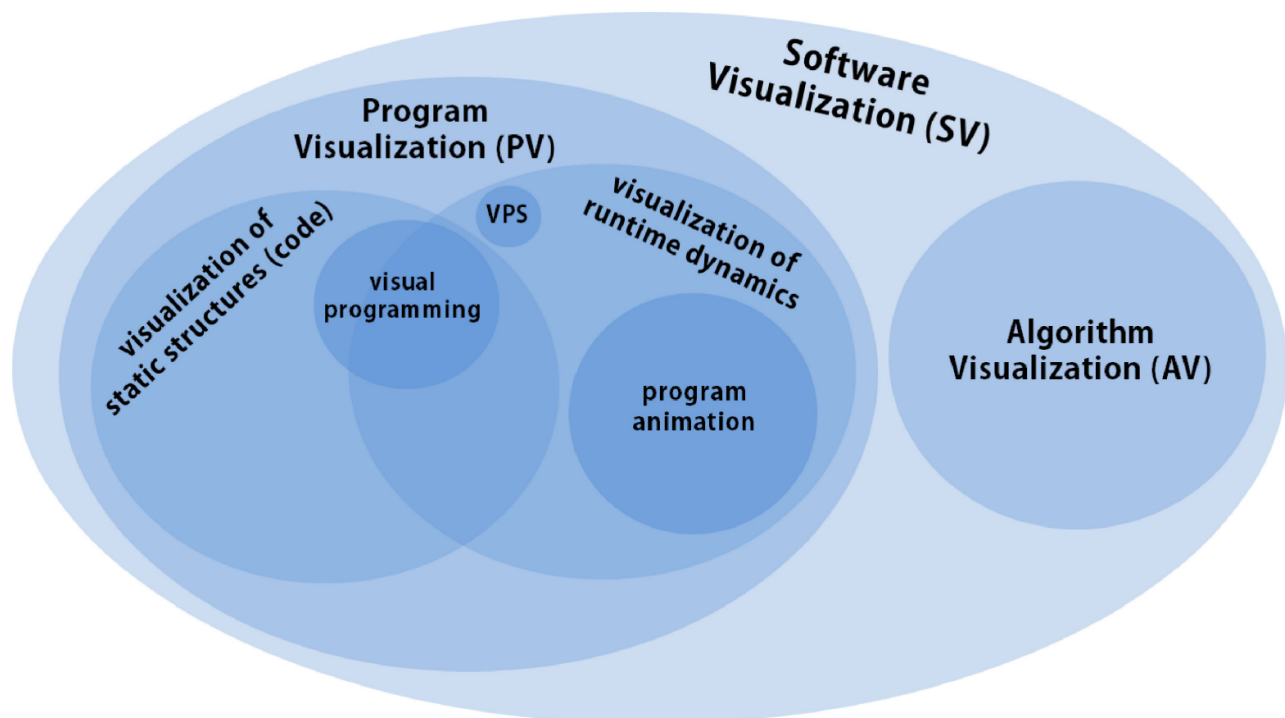 Software
Visualization (SV)
Program
Visualization (PV)
visualization of
static structures (code)
VPS
visualization of
runtime dynamics
visual
programming
program
animation
Algorithm
Visualization (AV)